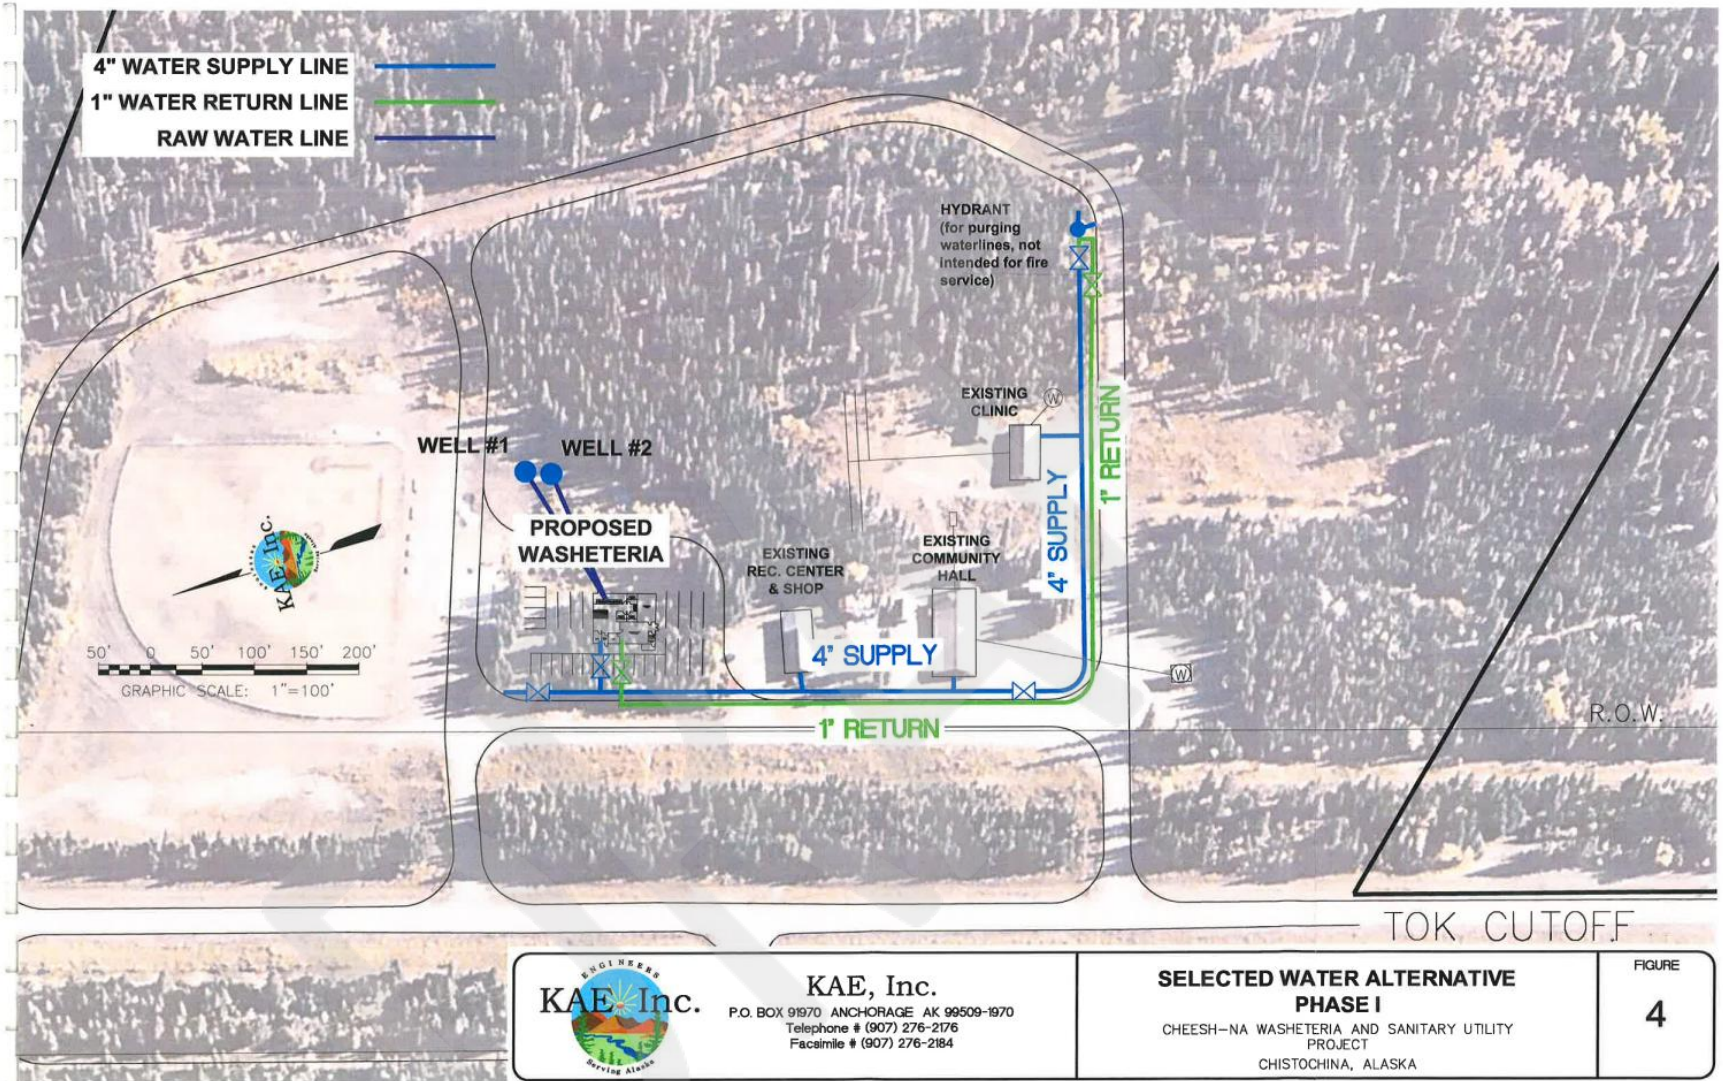 4" WATER SUPPLY LINE
1" WATER RETURN LINE
RAW WATER LINE
HYDRANT
(for purging
waterlines, not
intended for fire
service)
EXISTING
CLINIC
W
1" RETURN
4" SUPPLY
WELL #1
WELL #2
PROPOSED
WASHETERIA
EXISTING
REC. CENTER
& SHOP
EXISTING
COMMUNITY
HALL
KAE Inc.
4" SUPPLY
W
50' 0 50' 100' 150' 200'
GRAPHIC SCALE: 1"=100'
1" RETURN
R.O.W.
TOK CUTOFF
ENGINEERS
KAE Inc.
Serving Alaska
KAE, Inc.
P.O. BOX 91970 ANCHORAGE AK 99509-1970
Telephone # (907) 276-2176
Facsimile # (907) 276-2184
SELECTED WATER ALTERNATIVE
PHASE I
CHEESH-NA WASHETERIA AND SANITARY UTILITY
PROJECT
CHISTOCHINA, ALASKA
FIGURE
4